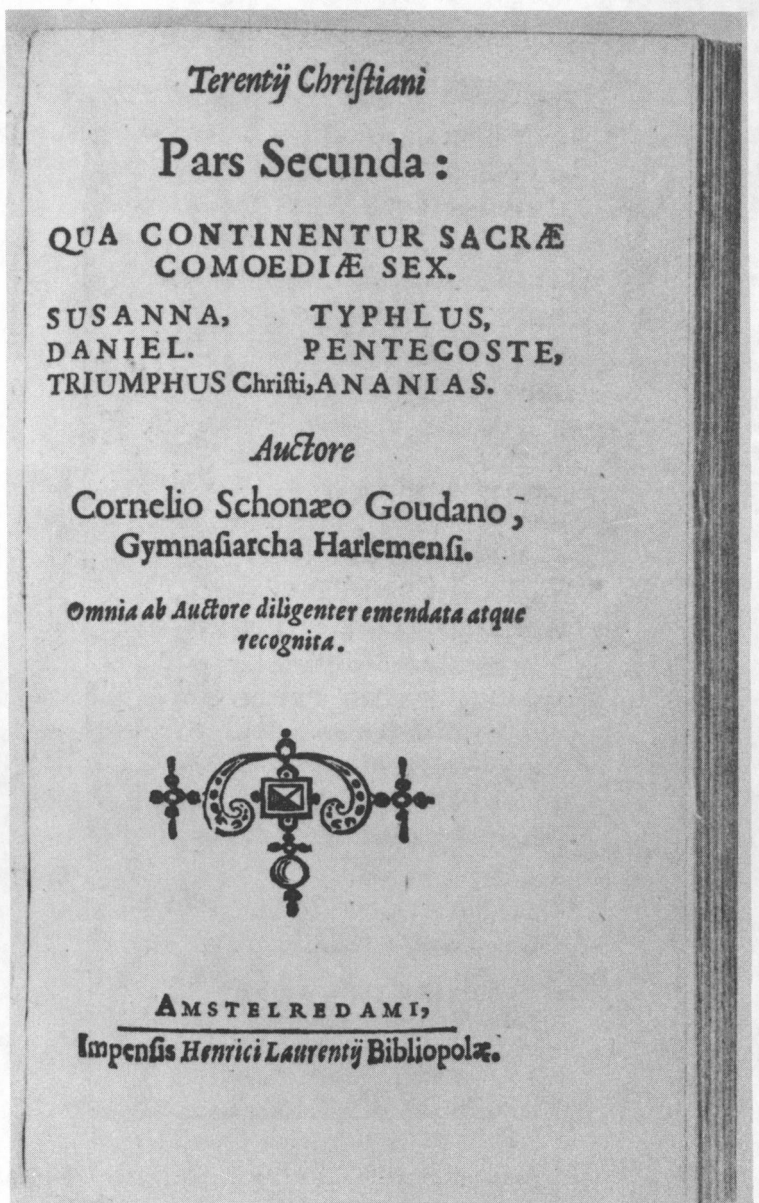 Terentij Chriſtiani
Pars Secunda:
QUA CONTINENTUR SACRÆ
COMOEDIÆ SEX.
SUSANNA, TYPHLUS,
DANIEL. PENTECOSTE,
TRIUMPHUS Chriſti, ANANIAS.
Auctore
Cornelio Schonæo Goudano,
Gymnaſiarcha Harlemenſi.
Omnia ab Auctore diligenter emendata atque
recognita.
AMSTELREDAMI,
Impenſis Henrici Laurentij Bibliopolæ.